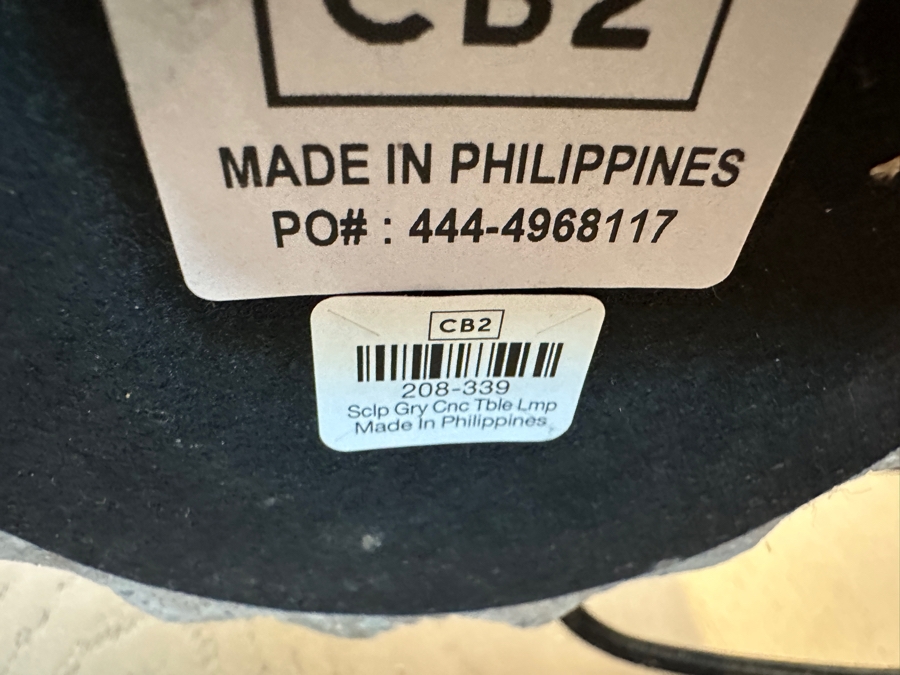 CB2
MADE IN PHILIPPINES
PO# : 444-4968117
CB2
208-339
Sclp Gry Cnc Tble Lmp
Made In Philippines